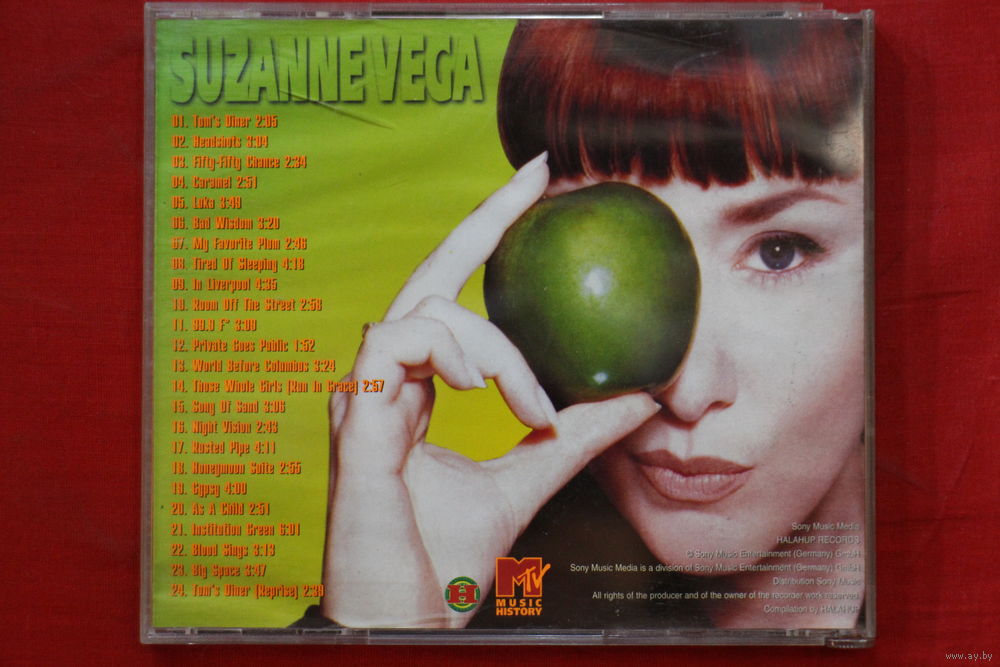 SUZANNE VEGA
01. Tom's Diner 2:05
02. Headshots 3:04
03. Fifty-Fifty Chance 2:34
04. Caramel 2:51
05. Luka 3:49
06. Bad Wisdom 3:20
07. My Favorite Plum 2:46
08. Tired Of Sleeping 4:18
09. In Liverpool 4:35
10. Room Off The Street 2:58
11. 99.9 F° 3:09
12. Private Goes Public 1:52
13. World Before Columbus 3:24
14. Those Whole Girls (Run In Grace) 2:57
15. Song Of Sand 3:06
16. Night Vision 2:43
17. Rusted Pipe 4:11
18. Honeymoon Suite 2:55
19. Gypsy 4:00
20. As A Child 2:51
21. Institution Green 6:01
22. Blood Sings 3:13
23. Big Space 3:47
24. Tom's Diner (Reprise) 2:39
H
MTV
MUSIC
HISTORY
Sony Music Media
HALAHUP RECORDS
© Sony Music Entertainment (Germany) GmbH
Sony Music Media is a division of Sony Music Entertainment (Germany) GmbH
Distribution Sony Music
All rights of the producer and of the owner of the recorder work reserved.
Compilation by HALAHUP
www.ay.by